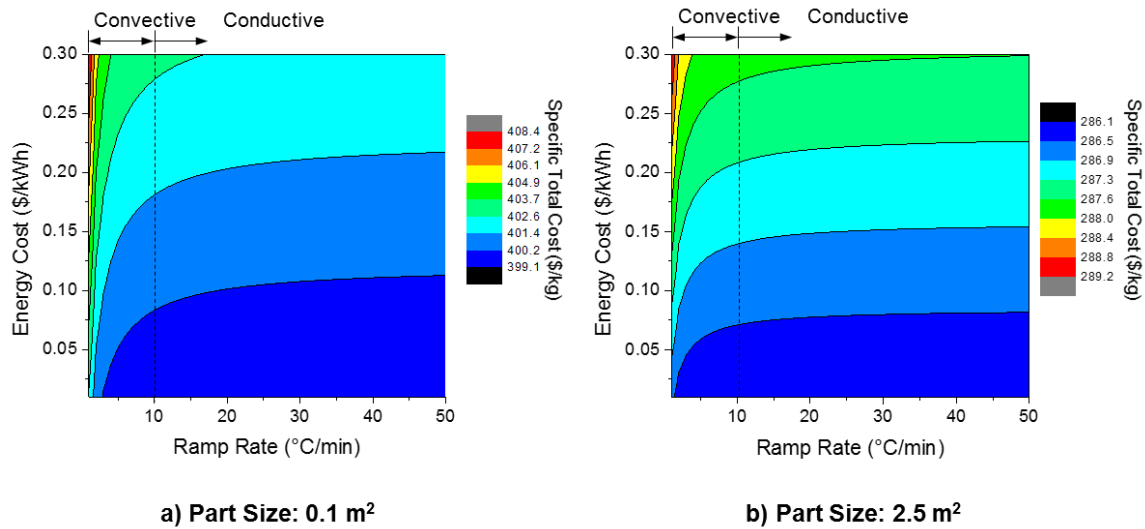 Convective Conductive
0.30
0.25
0.20
0.15
0.10
0.05
Energy Cost ($/kWh)
10 20 30 40 50
Ramp Rate (°C/min)
408.4
407.2
406.1
404.9
403.7
402.6
401.4
400.2
399.1
Specific Total Cost ($/kg)
a) Part Size: 0.1 m²
Convective Conductive
0.30
0.25
0.20
0.15
0.10
0.05
Energy Cost ($/kWh)
10 20 30 40 50
Ramp Rate (°C/min)
286.1
286.5
286.9
287.3
287.6
288.0
288.4
288.8
289.2
Specific Total Cost ($/kg)
b) Part Size: 2.5 m²